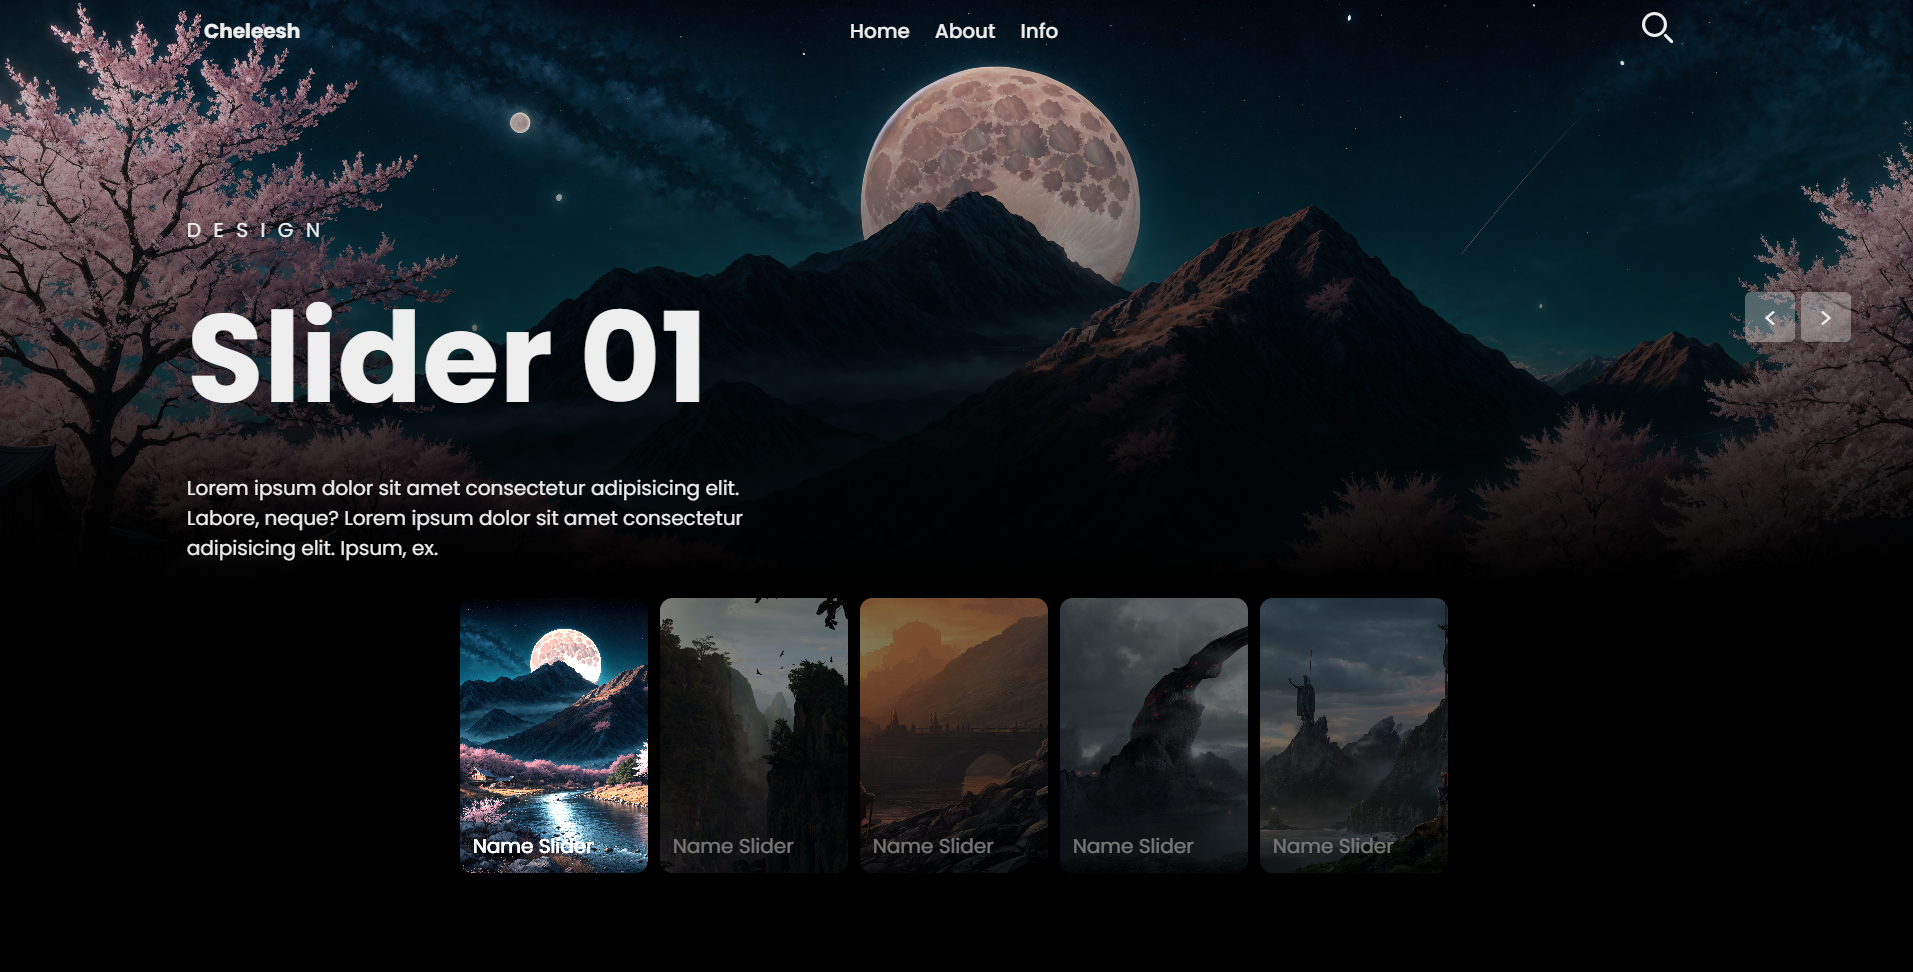 Cheleesh
Home About Info
DESIGN
Slider 01
Lorem ipsum dolor sit amet consectetur adipisicing elit.
Labore, neque? Lorem ipsum dolor sit amet consectetur
adipisicing elit. Ipsum, ex.
< >
Name Slider
Name Slider
Name Slider
Name Slider
Name Slider